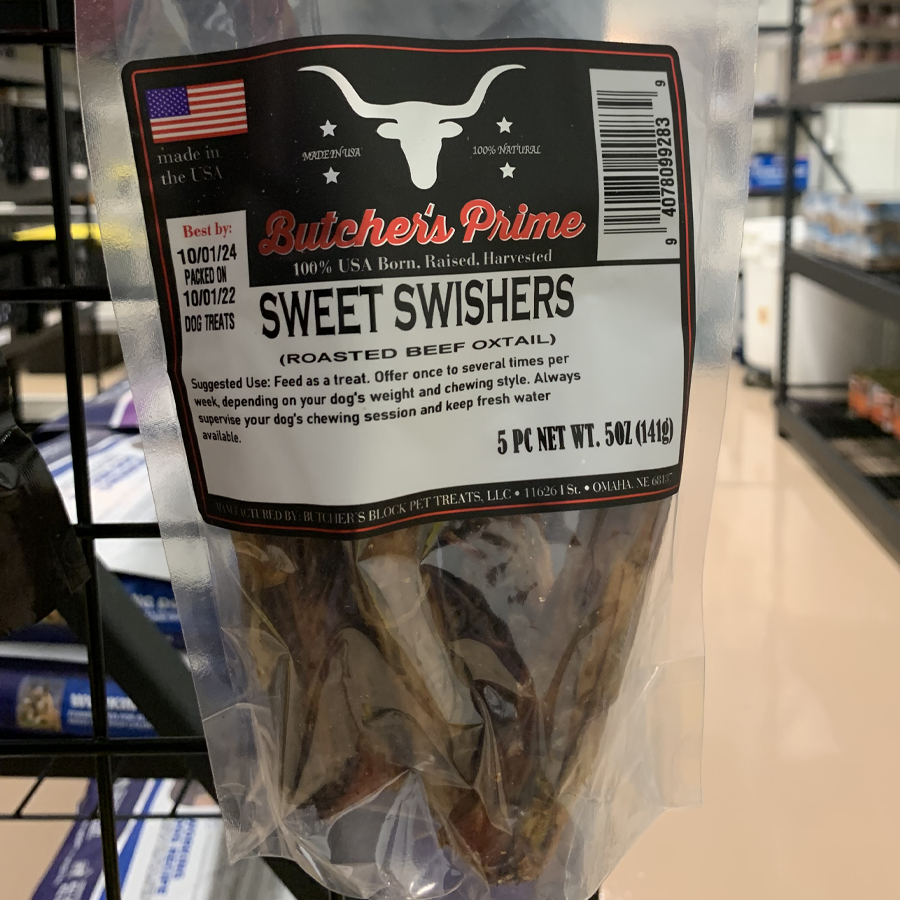 made in
the USA
MADE IN USA
100% NATURAL
9 4078099283 9
Butcher's Prime
100% USA Born, Raised, Harvested
Best by:
10/01/24
PACKED ON
10/01/22
DOG TREATS
SWEET SWISHERS
(ROASTED BEEF OXTAIL)
Suggested Use: Feed as a treat. Offer once to several times per
week, depending on your dog's weight and chewing style. Always
supervise your dog's chewing session and keep fresh water
available.
5 PC NET WT. 5OZ (141g)
MANUFACTURED BY: BUTCHER'S BLOCK PET TREATS, LLC • 11626 I St. • OMAHA, NE